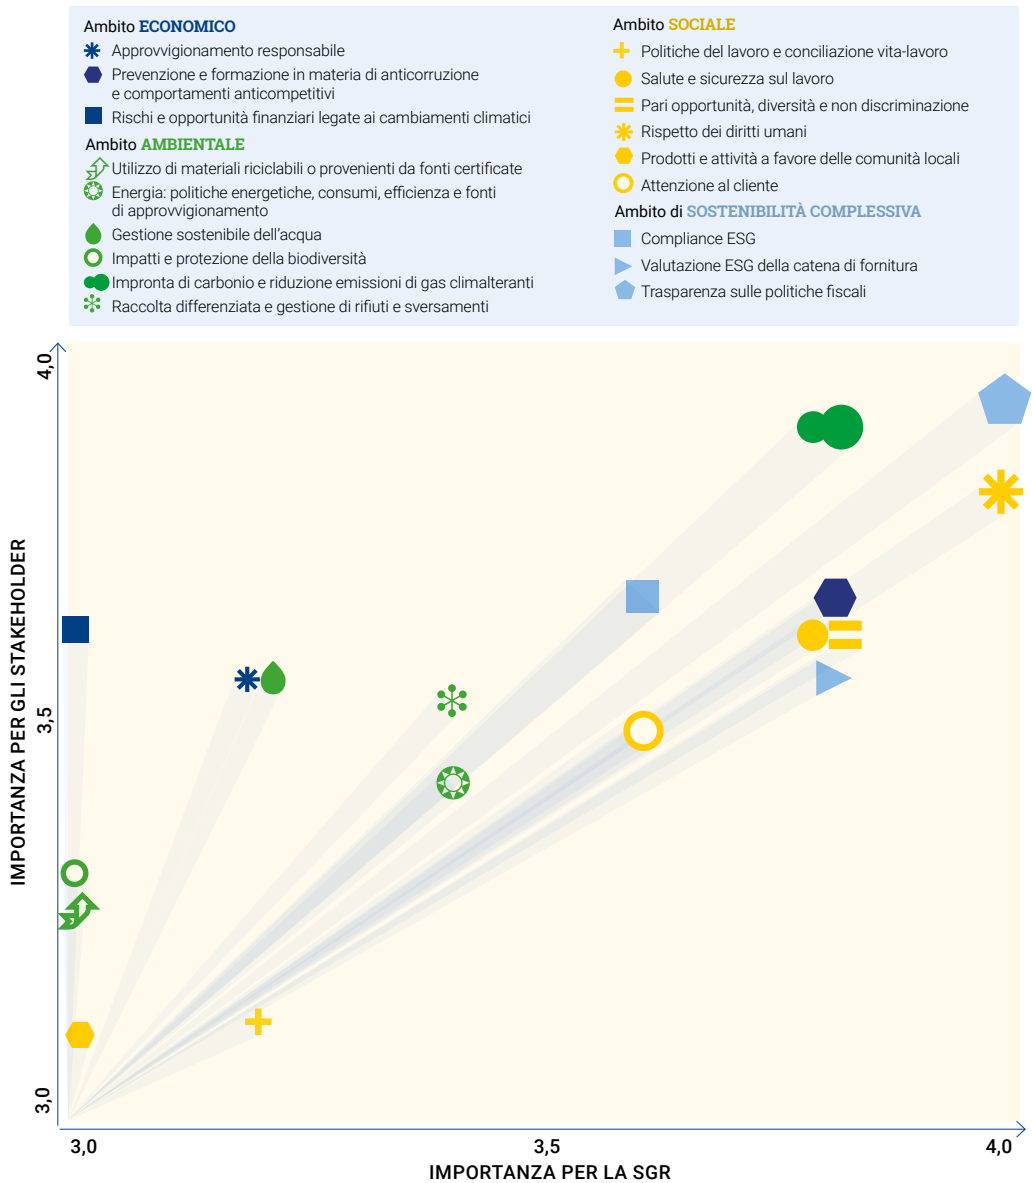 Ambito ECONOMICO
Approvvigionamento responsabile
Prevenzione e formazione in materia di anticorruzione
e comportamenti anticompetitivi
Rischi e opportunità finanziari legate ai cambiamenti climatici
Ambito AMBIENTALE
Utilizzo di materiali riciclabili o provenienti da fonti certificate
Energia: politiche energetiche, consumi, efficienza e fonti
di approvvigionamento
Gestione sostenibile dell'acqua
Impatti e protezione della biodiversità
Impronta di carbonio e riduzione emissioni di gas climalteranti
Raccolta differenziata e gestione di rifiuti e sversamenti
Ambito SOCIALE
Politiche del lavoro e conciliazione vita-lavoro
Salute e sicurezza sul lavoro
Pari opportunità, diversità e non discriminazione
Rispetto dei diritti umani
Prodotti e attività a favore delle comunità locali
Attenzione al cliente
Ambito di SOSTENIBILITÀ COMPLESSIVA
Compliance ESG
Valutazione ESG della catena di fornitura
Trasparenza sulle politiche fiscali
4,0
3,5
3,0
IMPORTANZA PER GLI STAKEHOLDER
3,0
3,5
4,0
IMPORTANZA PER LA SGR